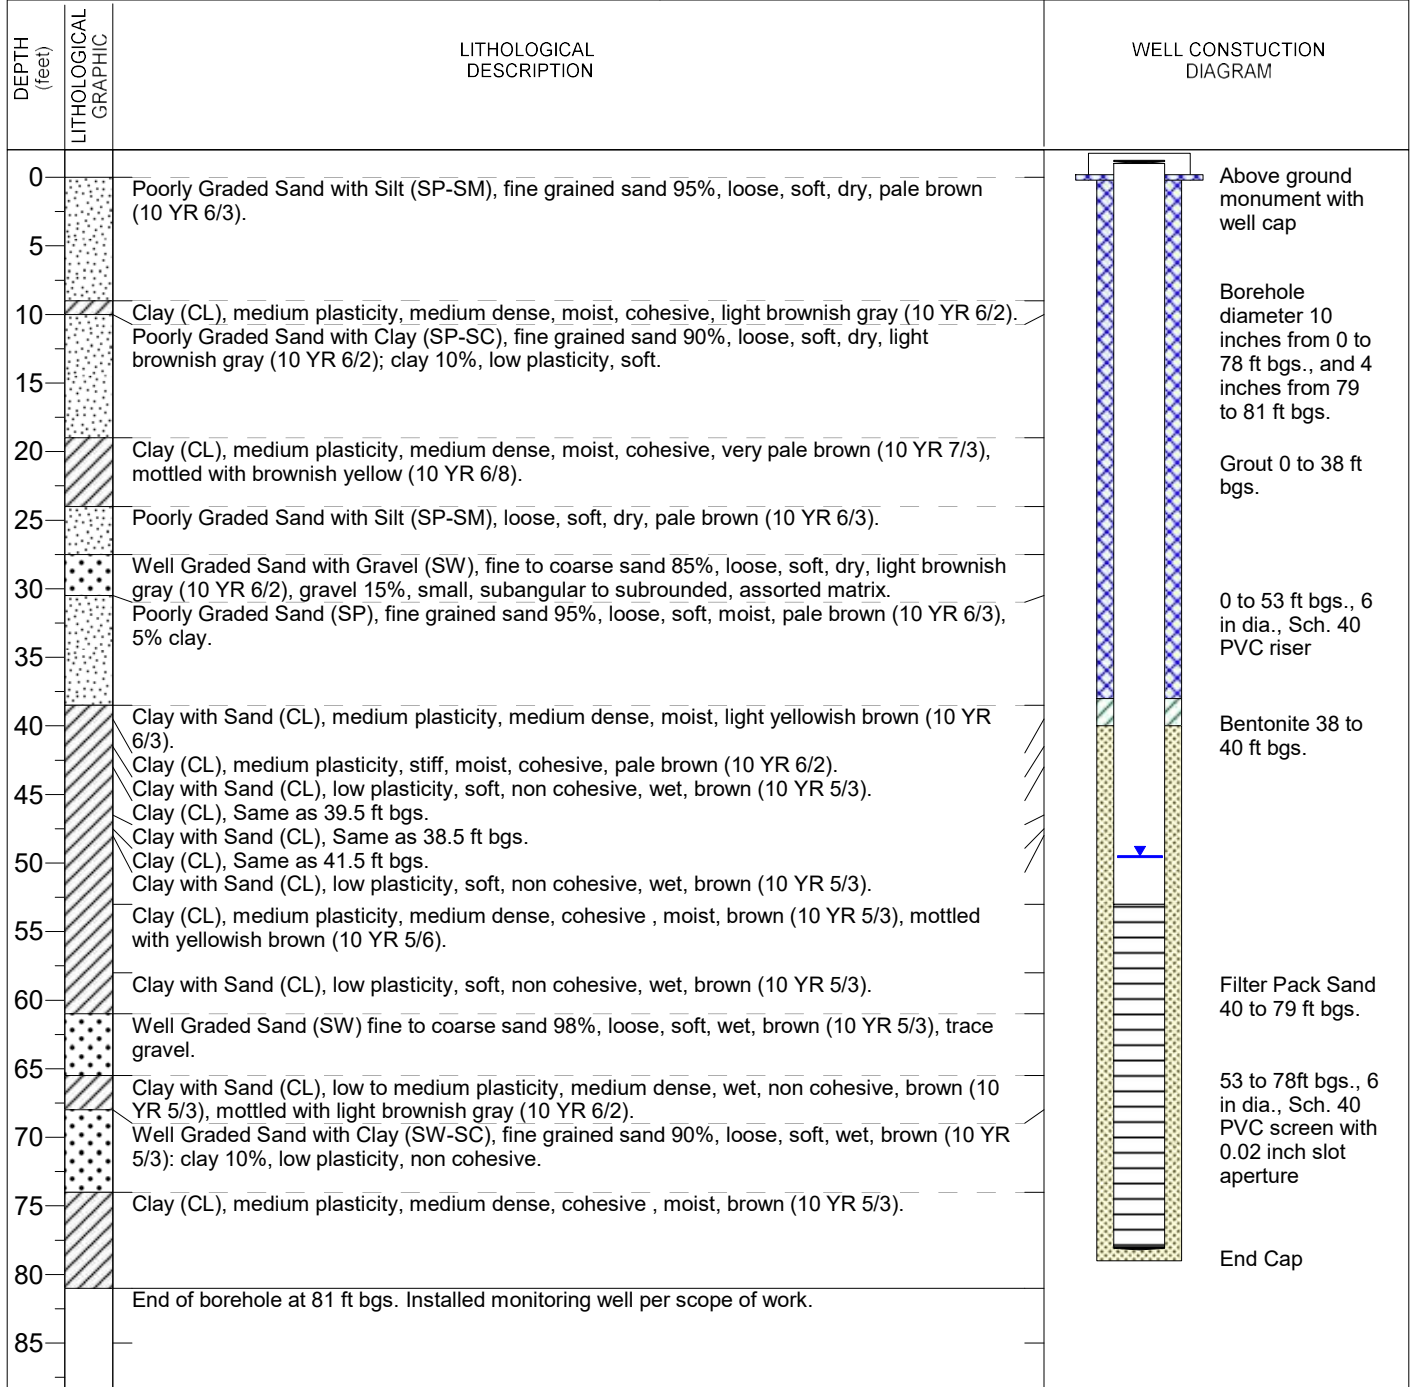 DEPTH
(feet)
LITHOLOGICAL
GRAPHIC
LITHOLOGICAL
DESCRIPTION
WELL CONSTUCTION
DIAGRAM
0
5
10
15
20
25
30
35
40
45
50
55
60
65
70
75
80
85
Poorly Graded Sand with Silt (SP-SM), fine grained sand 95%, loose, soft, dry, pale brown
(10 YR 6/3).
Clay (CL), medium plasticity, medium dense, moist, cohesive, light brownish gray (10 YR 6/2).
Poorly Graded Sand with Clay (SP-SC), fine grained sand 90%, loose, soft, dry, light
brownish gray (10 YR 6/2); clay 10%, low plasticity, soft.
Clay (CL), medium plasticity, medium dense, moist, cohesive, very pale brown (10 YR 7/3),
mottled with brownish yellow (10 YR 6/8).
Poorly Graded Sand with Silt (SP-SM), loose, soft, dry, pale brown (10 YR 6/3).
Well Graded Sand with Gravel (SW), fine to coarse sand 85%, loose, soft, dry, light brownish
gray (10 YR 6/2), gravel 15%, small, subangular to subrounded, assorted matrix.
Poorly Graded Sand (SP), fine grained sand 95%, loose, soft, moist, pale brown (10 YR 6/3),
5% clay.
Clay with Sand (CL), medium plasticity, medium dense, moist, light yellowish brown (10 YR
6/3).
Clay (CL), medium plasticity, stiff, moist, cohesive, pale brown (10 YR 6/2).
Clay with Sand (CL), low plasticity, soft, non cohesive, wet, brown (10 YR 5/3).
Clay (CL), Same as 39.5 ft bgs.
Clay with Sand (CL), Same as 38.5 ft bgs.
Clay (CL), Same as 41.5 ft bgs.
Clay with Sand (CL), low plasticity, soft, non cohesive, wet, brown (10 YR 5/3).
Clay (CL), medium plasticity, medium dense, cohesive , moist, brown (10 YR 5/3), mottled
with yellowish brown (10 YR 5/6).
Clay with Sand (CL), low plasticity, soft, non cohesive, wet, brown (10 YR 5/3).
Well Graded Sand (SW) fine to coarse sand 98%, loose, soft, wet, brown (10 YR 5/3), trace
gravel.
Clay with Sand (CL), low to medium plasticity, medium dense, wet, non cohesive, brown (10
YR 5/3), mottled with light brownish gray (10 YR 6/2).
Well Graded Sand with Clay (SW-SC), fine grained sand 90%, loose, soft, wet, brown (10 YR
5/3): clay 10%, low plasticity, non cohesive.
Clay (CL), medium plasticity, medium dense, cohesive , moist, brown (10 YR 5/3).
End of borehole at 81 ft bgs. Installed monitoring well per scope of work.
Above ground
monument with
well cap
Borehole
diameter 10
inches from 0 to
78 ft bgs., and 4
inches from 79
to 81 ft bgs.
Grout 0 to 38 ft
bgs.
0 to 53 ft bgs., 6
in dia., Sch. 40
PVC riser
Bentonite 38 to
40 ft bgs.
Filter Pack Sand
40 to 79 ft bgs.
53 to 78ft bgs., 6
in dia., Sch. 40
PVC screen with
0.02 inch slot
aperture
End Cap